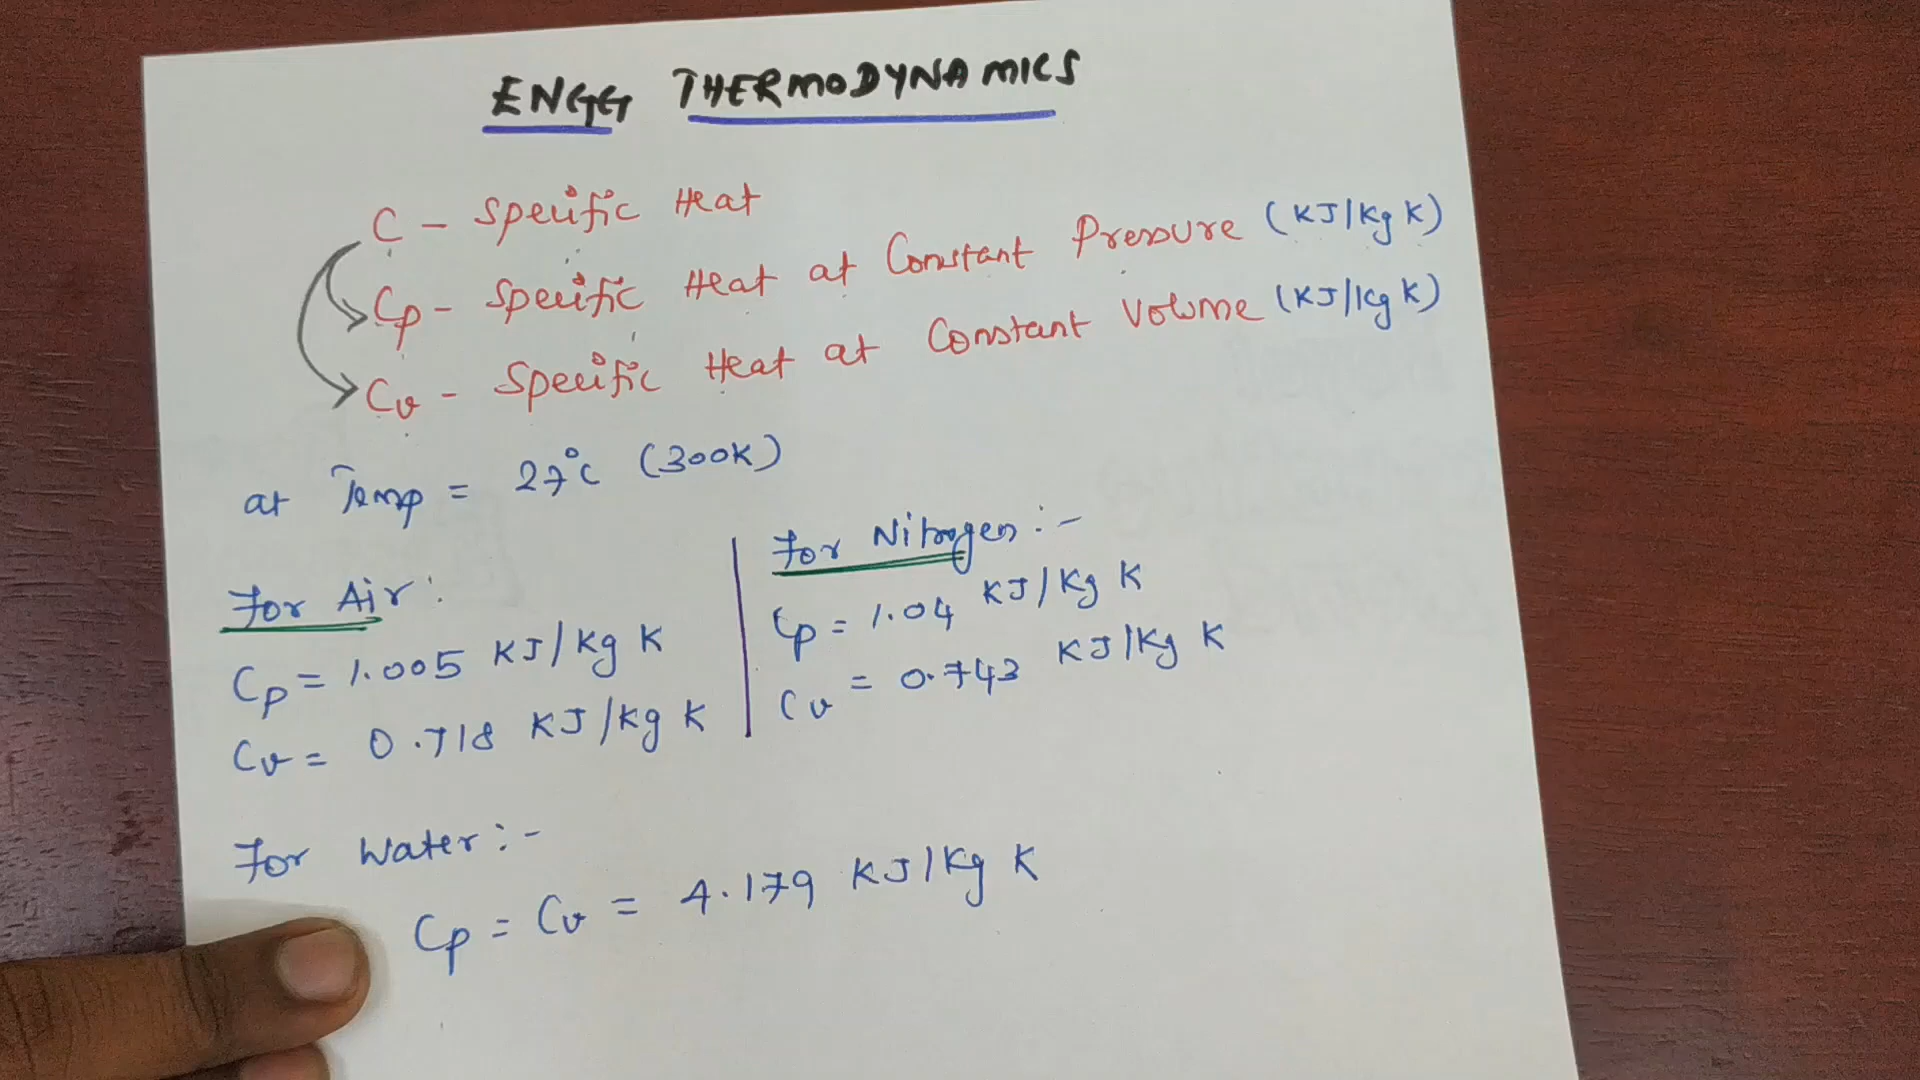 ENGG THERMODYNAMICS
C - Specific Heat
Cp - Specific Heat at Constant Pressure (KJ/Kg K)
Cv - Specific Heat at Constant Volume (KJ/Kg K)
at Temp = 27°C (300K)
For Air:
Cp = 1.005 KJ/Kg K
Cv = 0.718 KJ/Kg K
For Nitrogen:-
Cp = 1.04 KJ/Kg K
Cv = 0.743 KJ/Kg K
For Water:-
Cp = Cv = 4.179 KJ/Kg K